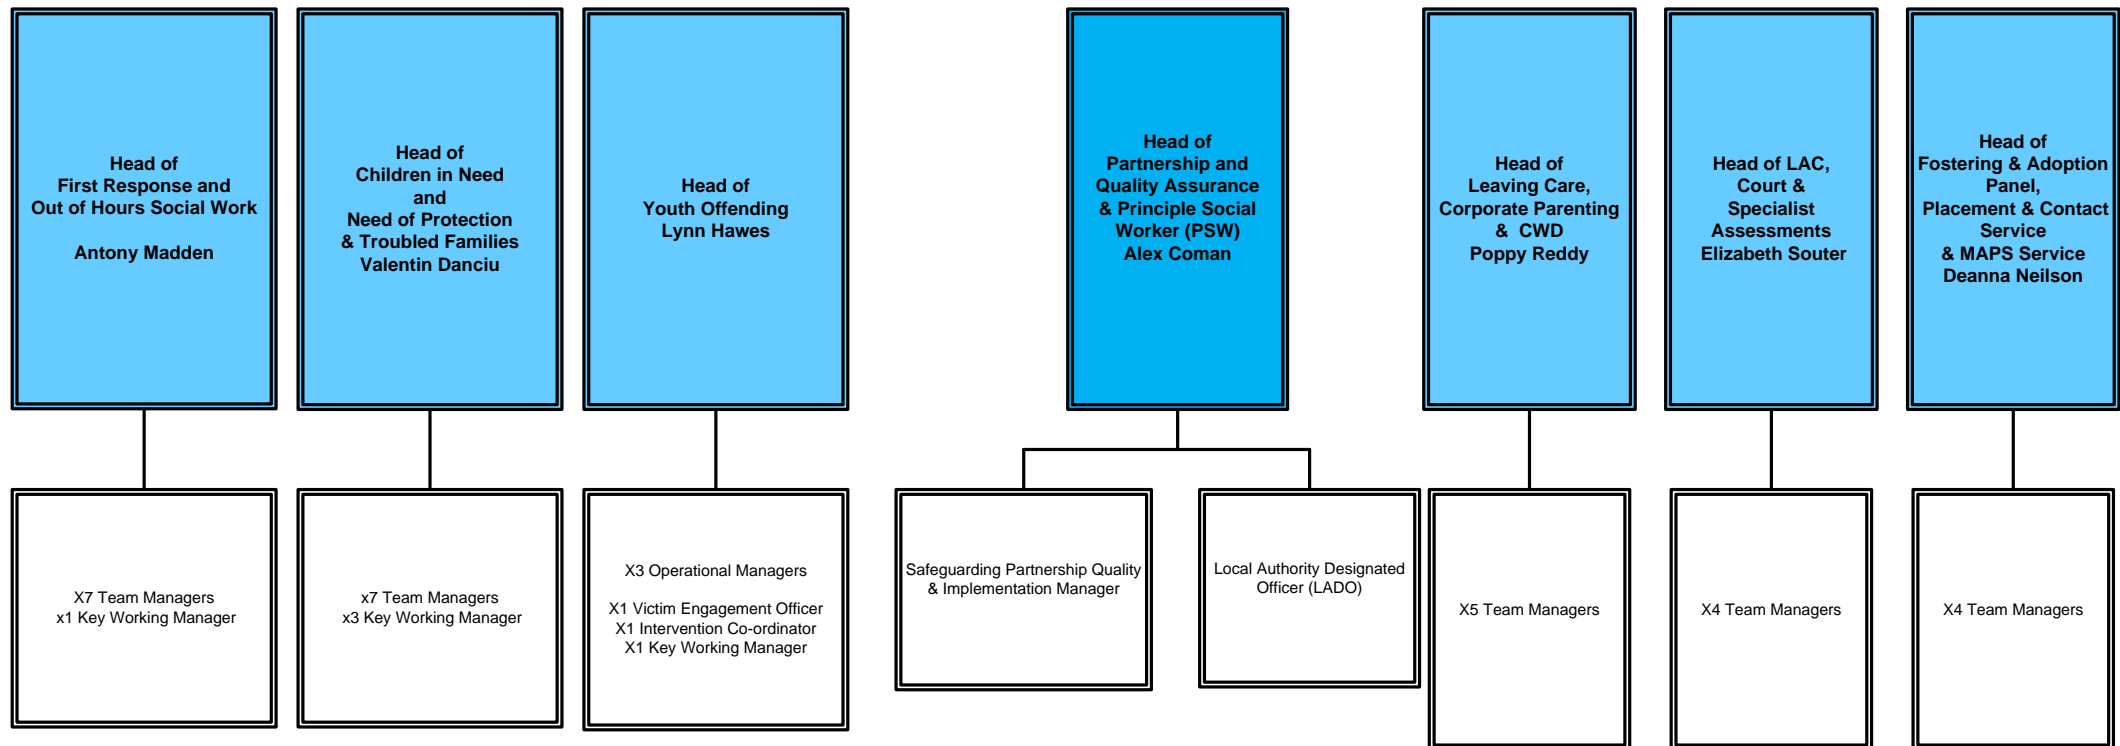 Head of
First Response and
Out of Hours Social Work
Antony Madden
Head of
Children in Need
and
Need of Protection
& Troubled Families
Valentin Danciu
Head of
Youth Offending
Lynn Hawes
Head of
Partnership and
Quality Assurance
& Principle Social
Worker (PSW)
Alex Coman
Head of
Leaving Care,
Corporate Parenting
& CWD
Poppy Reddy
Head of LAC,
Court &
Specialist
Assessments
Elizabeth Souter
Head of
Fostering & Adoption
Panel,
Placement & Contact
Service
& MAPS Service
Deanna Neilson
X7 Team Managers
x1 Key Working Manager
x7 Team Managers
x3 Key Working Manager
X3 Operational Managers
X1 Victim Engagement Officer
X1 Intervention Co-ordinator
X1 Key Working Manager
Safeguarding Partnership Quality
& Implementation Manager
Local Authority Designated
Officer (LADO)
X5 Team Managers
X4 Team Managers
X4 Team Managers